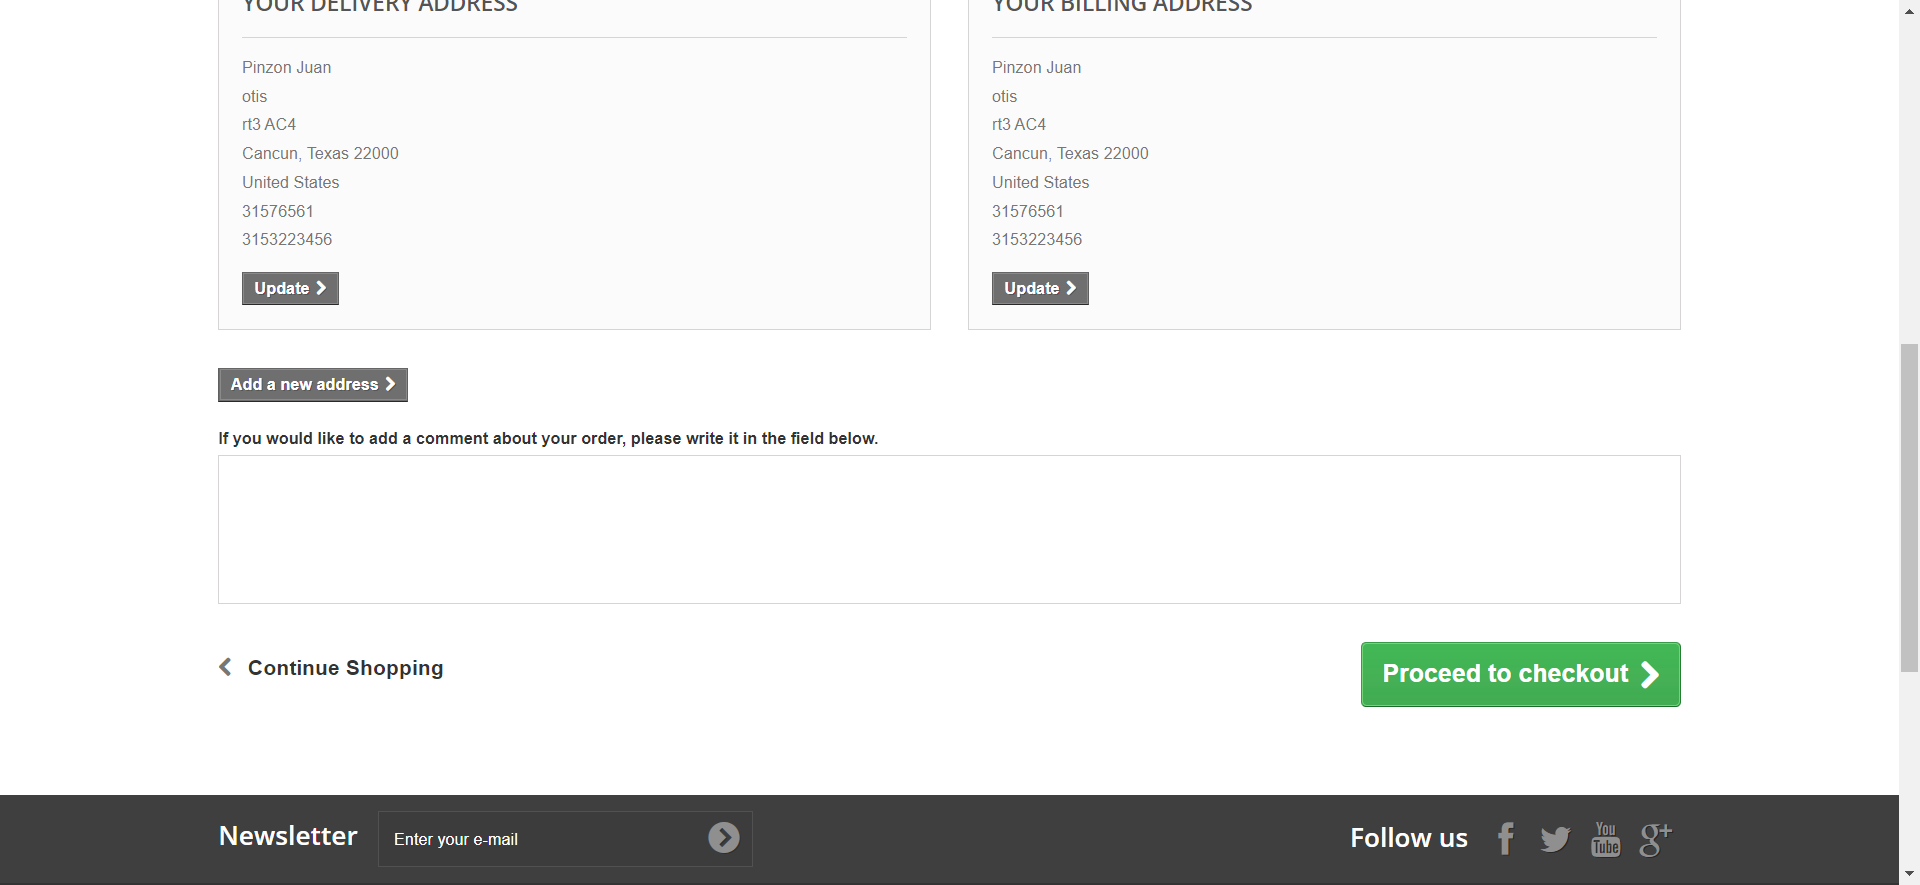 YOUR DELIVERY ADDRESS
Pinzon Juan
otis
rt3 AC4
Cancun, Texas 22000
United States
31576561
3153223456
Update
YOUR BILLING ADDRESS
Pinzon Juan
otis
rt3 AC4
Cancun, Texas 22000
United States
31576561
3153223456
Update
Add a new address
If you would like to add a comment about your order, please write it in the field below.
Continue Shopping
Proceed to checkout
Newsletter
Enter your e-mail
Follow us
f
You
Tube
g+